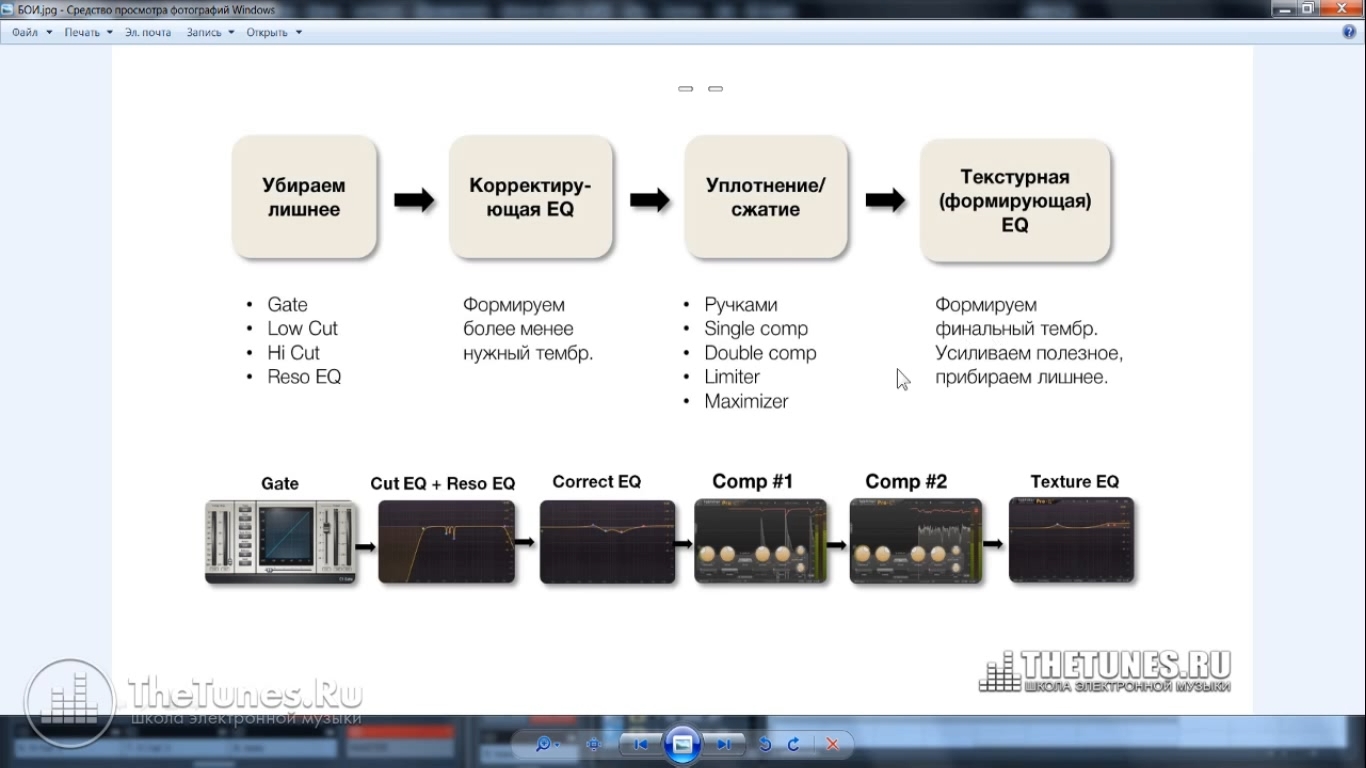 БОИ.jpg - Средство просмотра фотографий Windows
Файл Печать Эл. почта Запись Открыть
Убираем
лишнее
Корректиру-
ющая EQ
Уплотнение/
сжатие
Текстурная
(формирующая)
EQ
• Gate
• Low Cut
• Hi Cut
• Reso EQ
Формируем
более менее
нужный тембр.
• Ручками
• Single comp
• Double comp
• Limiter
• Maximizer
Формируем
финальный тембр.
Усиливаем полезное,
прибираем лишнее.
Gate
Cut EQ + Reso EQ
Correct EQ
Comp #1
Comp #2
Texture EQ
THETUNES.RU
ШКОЛА ЭЛЕКТРОННОЙ МУЗЫКИ
TheTunes.Ru
школа электронной музыки